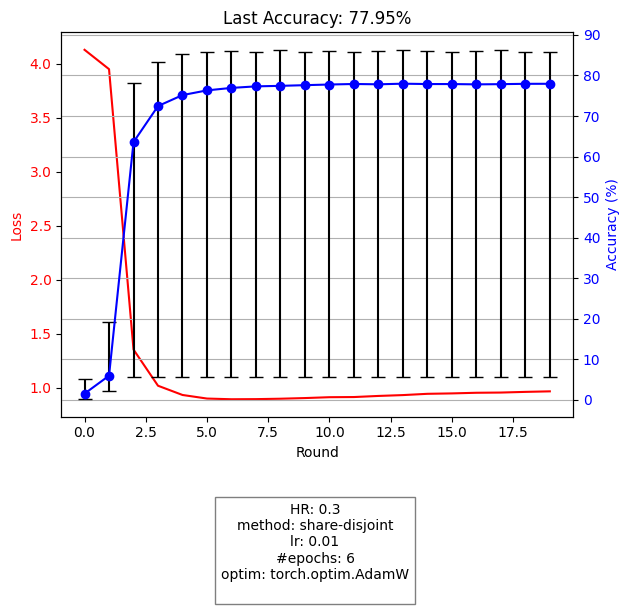 Last Accuracy: 77.95%
4.0
3.5
3.0
2.5
2.0
1.5
1.0
Loss
90
80
70
60
50
40
30
20
10
0
Accuracy (%)
0.0 2.5 5.0 7.5 10.0 12.5 15.0 17.5
Round
HR: 0.3
method: share-disjoint
lr: 0.01
#epochs: 6
optim: torch.optim.AdamW